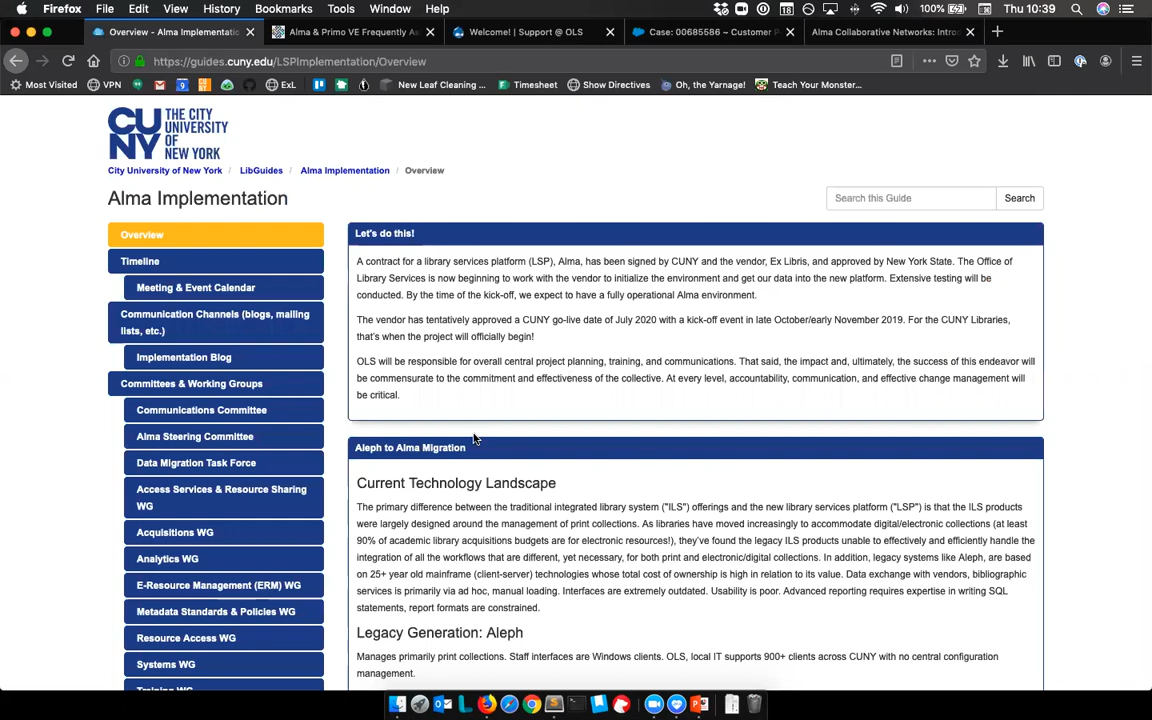 Firefox File Edit View History Bookmarks Tools Window Help 18 100% Thu 10:39
Overview - Alma Implementation Alma & Primo VE Frequently As Welcome! | Support @ OLS Case: 00685586 ~ Customer P Alma Collaborative Networks: Intro
https://guides.cuny.edu/LSPImplementation/Overview
Most Visited VPN ExL New Leaf Cleaning ... Timesheet Show Directives Oh, the Yarnage! Teach Your Monster...
CUNY THE CITY UNIVERSITY OF NEW YORK
City University of New York / LibGuides / Alma Implementation / Overview
Alma Implementation
Search this Guide Search
Overview
Timeline
Meeting & Event Calendar
Communication Channels (blogs, mailing
lists, etc.)
Implementation Blog
Committees & Working Groups
Communications Committee
Alma Steering Committee
Data Migration Task Force
Access Services & Resource Sharing
WG
Acquisitions WG
Analytics WG
E-Resource Management (ERM) WG
Metadata Standards & Policies WG
Resource Access WG
Systems WG
Training WG
Let's do this!
A contract for a library services platform (LSP), Alma, has been signed by CUNY and the vendor, Ex Libris, and approved by New York State. The Office of
Library Services is now beginning to work with the vendor to initialize the environment and get our data into the new platform. Extensive testing will be
conducted. By the time of the kick-off, we expect to have a fully operational Alma environment.
The vendor has tentatively approved a CUNY go-live date of July 2020 with a kick-off event in late October/early November 2019. For the CUNY Libraries,
that's when the project will officially begin!
OLS will be responsible for overall central project planning, training, and communications. That said, the impact and, ultimately, the success of this endeavor will
be commensurate to the commitment and effectiveness of the collective. At every level, accountability, communication, and effective change management will
be critical.
Aleph to Alma Migration
Current Technology Landscape
The primary difference between the traditional integrated library system ("ILS") offerings and the new library services platform ("LSP") is that the ILS products
were largely designed around the management of print collections. As libraries have moved increasingly to accommodate digital/electronic collections (at least
90% of academic library acquisitions budgets are for electronic resources!), they've found the legacy ILS products unable to effectively and efficiently handle the
integration of all the workflows that are different, yet necessary, for both print and electronic/digital collections. In addition, legacy systems like Aleph, are based
on 25+ year old mainframe (client-server) technologies whose total cost of ownership is high in relation to its value. Data exchange with vendors, bibliographic
services is primarily via ad hoc, manual loading. Interfaces are extremely outdated. Usability is poor. Advanced reporting requires expertise in writing SQL
statements, report formats are constrained.
Legacy Generation: Aleph
Manages primarily print collections. Staff interfaces are Windows clients. OLS, local IT supports 900+ clients across CUNY with no central configuration
management.